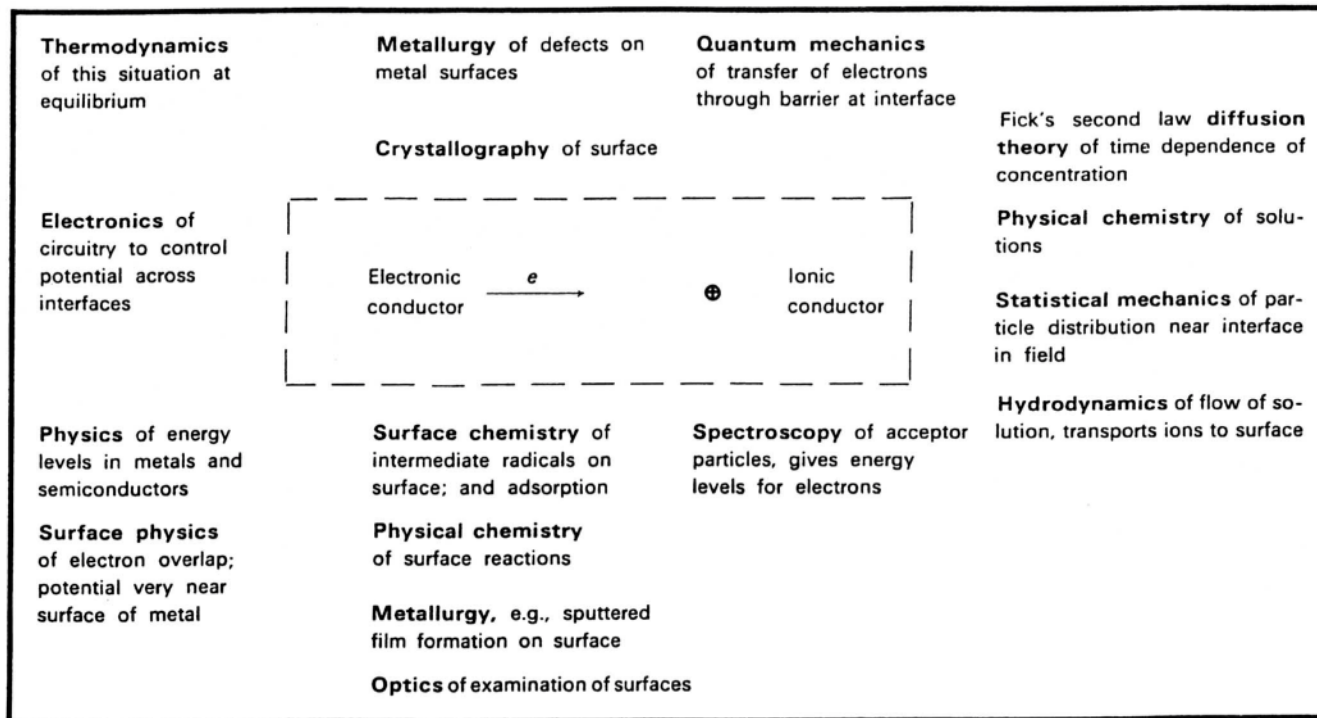 Thermodynamics
of this situation at
equilibrium
Electronics of
circuitry to control
potential across
interfaces
Physics of energy
levels in metals and
semiconductors
Surface physics
of electron overlap;
potential very near
surface of metal
Metallurgy of defects on
metal surfaces
Crystallography of surface
Electronic
conductor
e
⊕
Ionic
conductor
Surface chemistry of
intermediate radicals on
surface; and adsorption
Physical chemistry
of surface reactions
Metallurgy, e.g., sputtered
film formation on surface
Optics of examination of surfaces
Quantum mechanics
of transfer of electrons
through barrier at interface
Spectroscopy of acceptor
particles, gives energy
levels for electrons
Fick's second law diffusion
theory of time dependence of
concentration
Physical chemistry of solu-
tions
Statistical mechanics of par-
ticle distribution near interface
in field
Hydrodynamics of flow of so-
lution, transports ions to surface